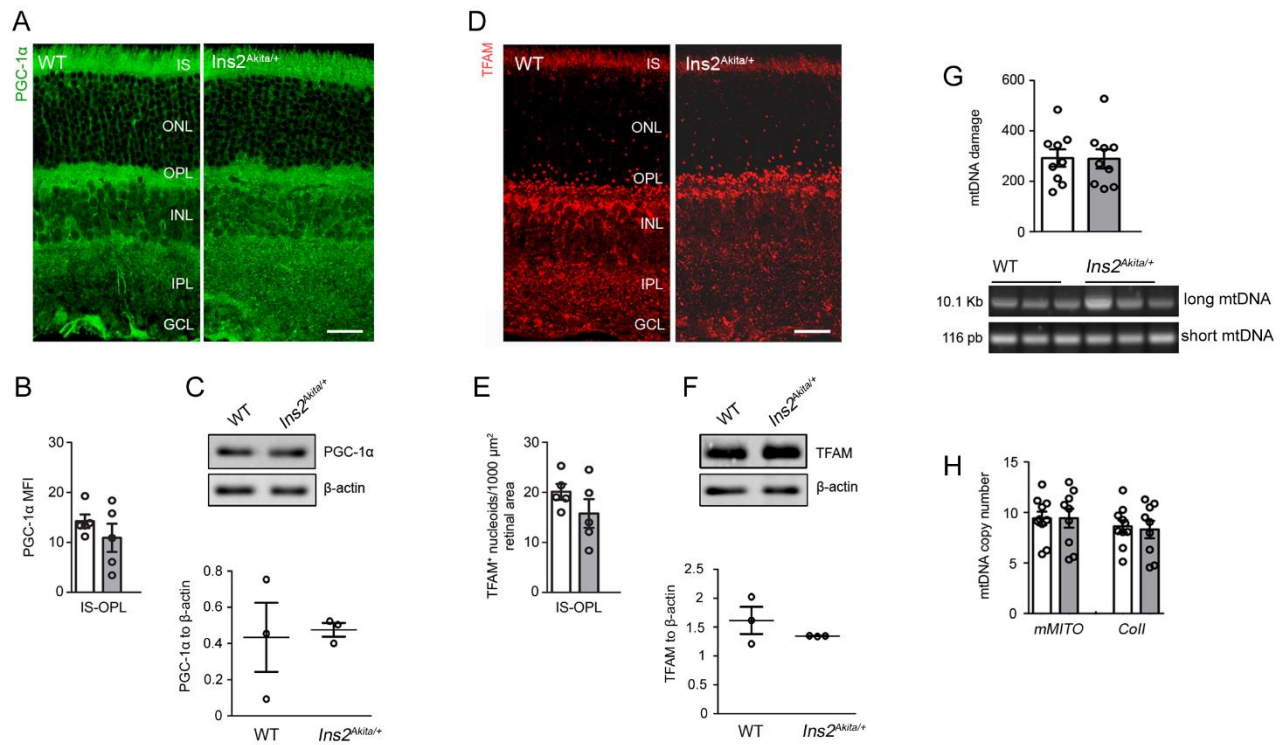 A
PGC-1α
WT
Ins2Akita/+
IS
ONL
OPL
INL
IPL
GCL
B
PGC-1α MFI
30
20
10
0
IS-OPL
C
WT
Ins2Akita/+
PGC-1α
β-actin
PGC-1α to β-actin
0.8
0.6
0.4
0.2
0
WT
Ins2Akita/+
D
TFAM
WT
Ins2Akita/+
IS
ONL
OPL
INL
IPL
GCL
E
TFAM+ nucleoids/1000 µm2
retinal area
30
20
10
0
IS-OPL
F
WT
Ins2Akita/+
TFAM
β-actin
TFAM to β-actin
2.5
2
1.5
1
0.5
0
WT
Ins2Akita/+
G
mtDNA damage
600
400
200
0
WT
Ins2Akita/+
10.1 Kb
long mtDNA
116 pb
short mtDNA
H
mtDNA copy number
15
10
5
0
mMITO
CoII